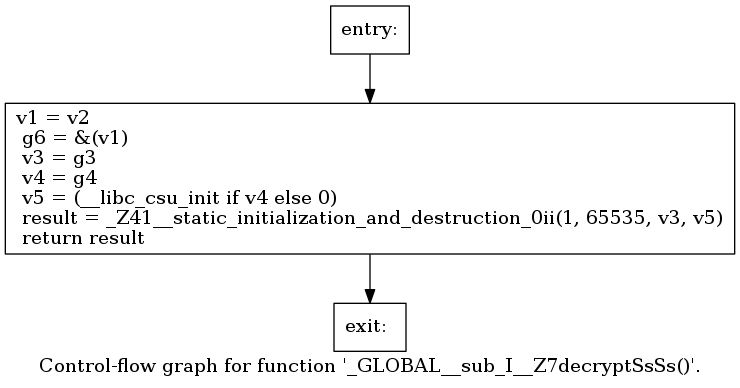 entry:
v1 = v2
g6 = &(v1)
v3 = g3
v4 = g4
v5 = (__libc_csu_init if v4 else 0)
result = _Z41__static_initialization_and_destruction_0ii(1, 65535, v3, v5)
return result
exit:
Control-flow graph for function '_GLOBAL__sub_I__Z7decryptSsSs()'.